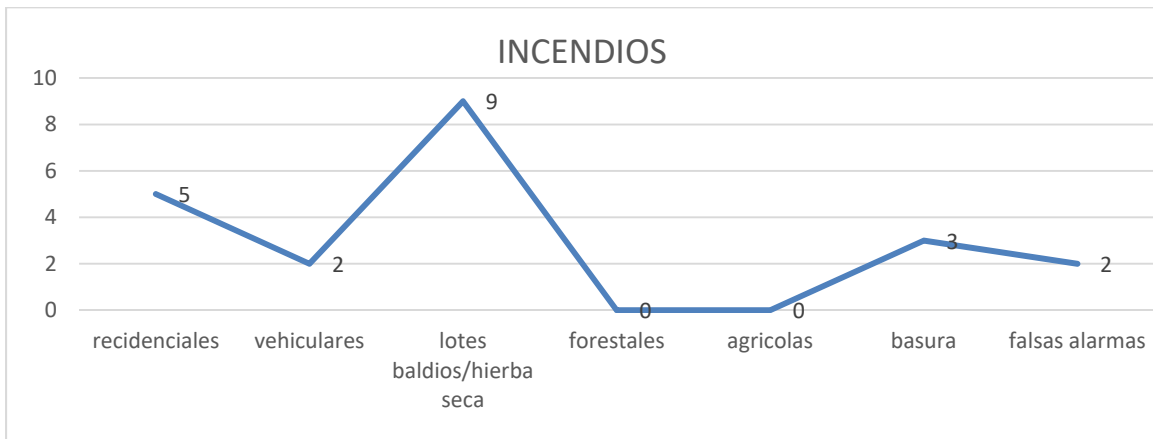 INCENDIOS
10
8
6
4
2
0
5
2
9
0
0
3
2
recidenciales
vehiculares
lotes
baldios/hierba
seca
forestales
agricolas
basura
falsas alarmas